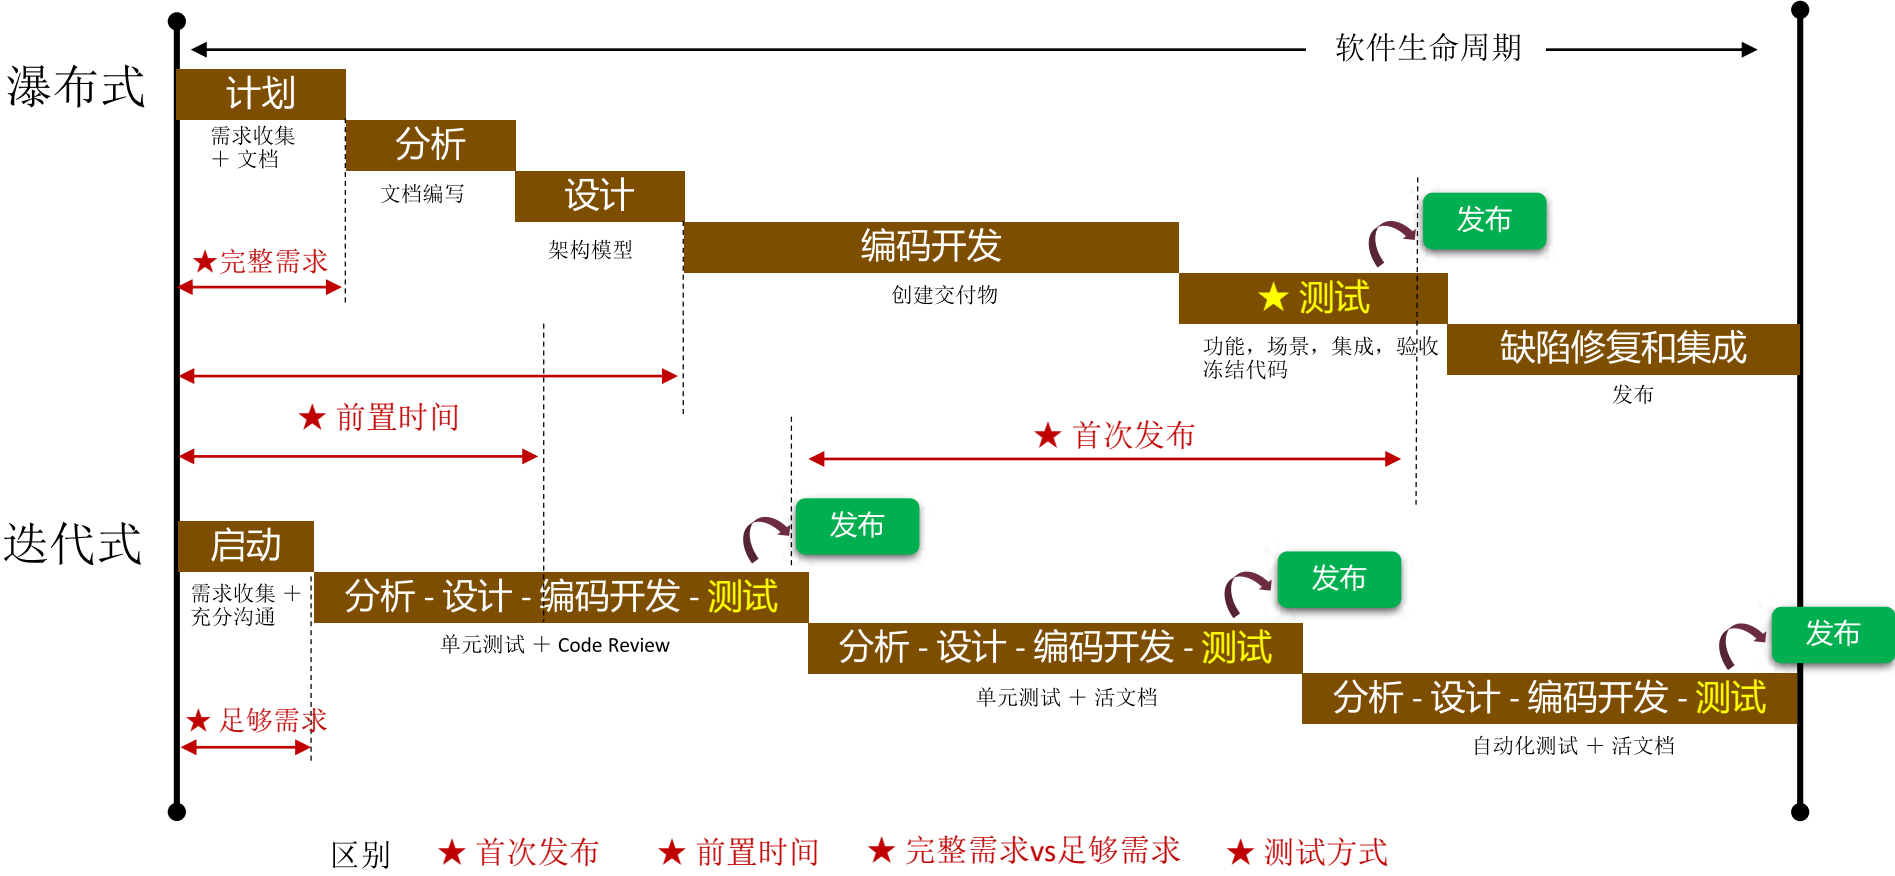 软件生命周期
瀑布式
计划
需求收集
＋ 文档
分析
文档编写
设计
架构模型
编码开发
创建交付物
★ 测试
功能，场景，集成，验收
冻结代码
发布
缺陷修复和集成
发布
★完整需求
★ 前置时间
★ 首次发布
迭代式
启动
需求收集 ＋
充分沟通
★ 足够需求
分析 - 设计 - 编码开发 - 测试
单元测试 ＋ Code Review
发布
分析 - 设计 - 编码开发 - 测试
单元测试 ＋ 活文档
发布
分析 - 设计 - 编码开发 - 测试
自动化测试 ＋ 活文档
发布
区别 ★ 首次发布 ★ 前置时间 ★ 完整需求vs足够需求 ★ 测试方式